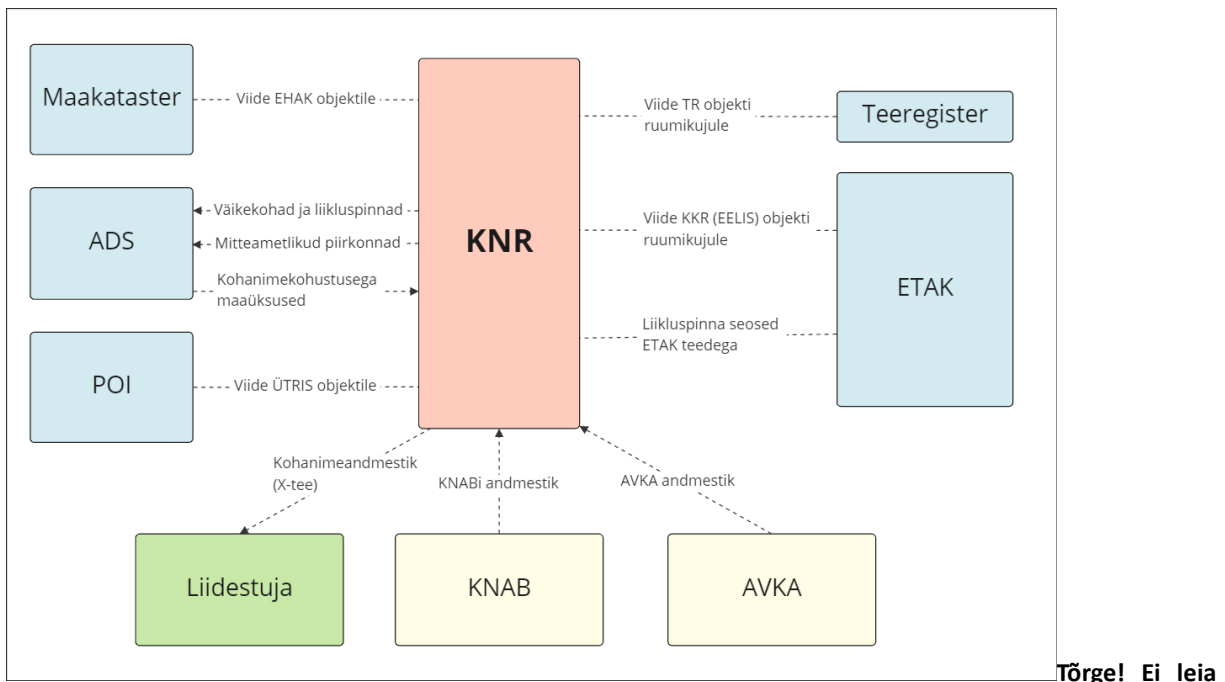 Maakataster
Viide EHAK objektile
KNR
Viide TR objekti
ruumikujule
Teeregister
ADS
Väikekohad ja liikluspinnad
Mitteametlikud piirkonnad
Kohanimekohustusega
maaüksused
Viide KKR (EELIS) objekti
ruumikujule
ETAK
Liikluspinna seosed
ETAK teedega
POI
Viide ÜTRIS objektile
Kohanimeandmestik
(X-tee)
KNABi andmestik
AVKA andmestik
Liidestuja
KNAB
AVKA
Tõrge! Ei leia